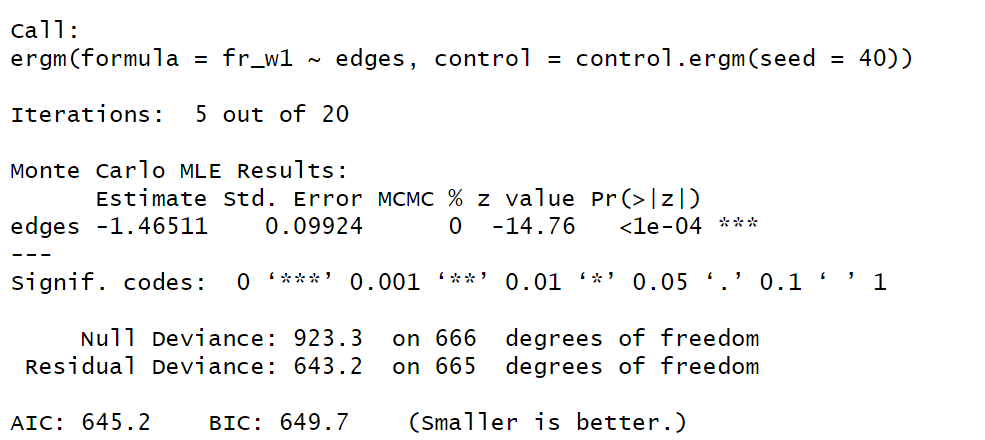 Call:
ergm(formula = fr_w1 ~ edges, control = control.ergm(seed = 40))
Iterations:  5 out of 20
Monte Carlo MLE Results:
      Estimate Std. Error MCMC % z value Pr(>|z|)
edges -1.46511    0.09924      0  -14.76   <1e-04 ***
---
Signif. codes:  0 ‘***’ 0.001 ‘**’ 0.01 ‘*’ 0.05 ‘.’ 0.1 ‘ ’ 1
     Null Deviance: 923.3  on 666  degrees of freedom
 Residual Deviance: 643.2  on 665  degrees of freedom
AIC: 645.2    BIC: 649.7    (Smaller is better.)